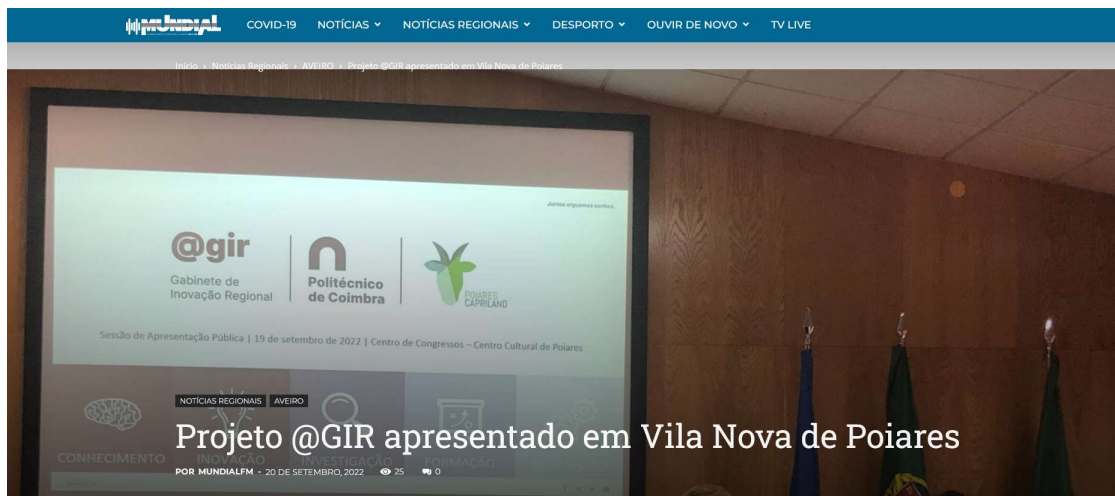 MUNDIAL COVID-19 NOTÍCIAS NOTÍCIAS REGIONAIS DESPORTO OUVIR DE NOVO TV LIVE
Início › Notícias Regionais › AVEIRO › Projeto @GIR apresentado em Vila Nova de Poiares
Juntos erguemos sonhos.
@gir
Gabinete de
Inovação Regional
Politécnico
de Coimbra
POIARES
CAPRILAND
Sessão de Apresentação Pública | 19 de setembro de 2022 | Centro de Congressos – Centro Cultural de Poiares
NOTÍCIAS REGIONAIS AVEIRO
Projeto @GIR apresentado em Vila Nova de Poiares
CONHECIMENTO INOVAÇÃO INVESTIGAÇÃO FORMAÇÃO
POR MUNDIALFM - 20 DE SETEMBRO, 2022 25 0